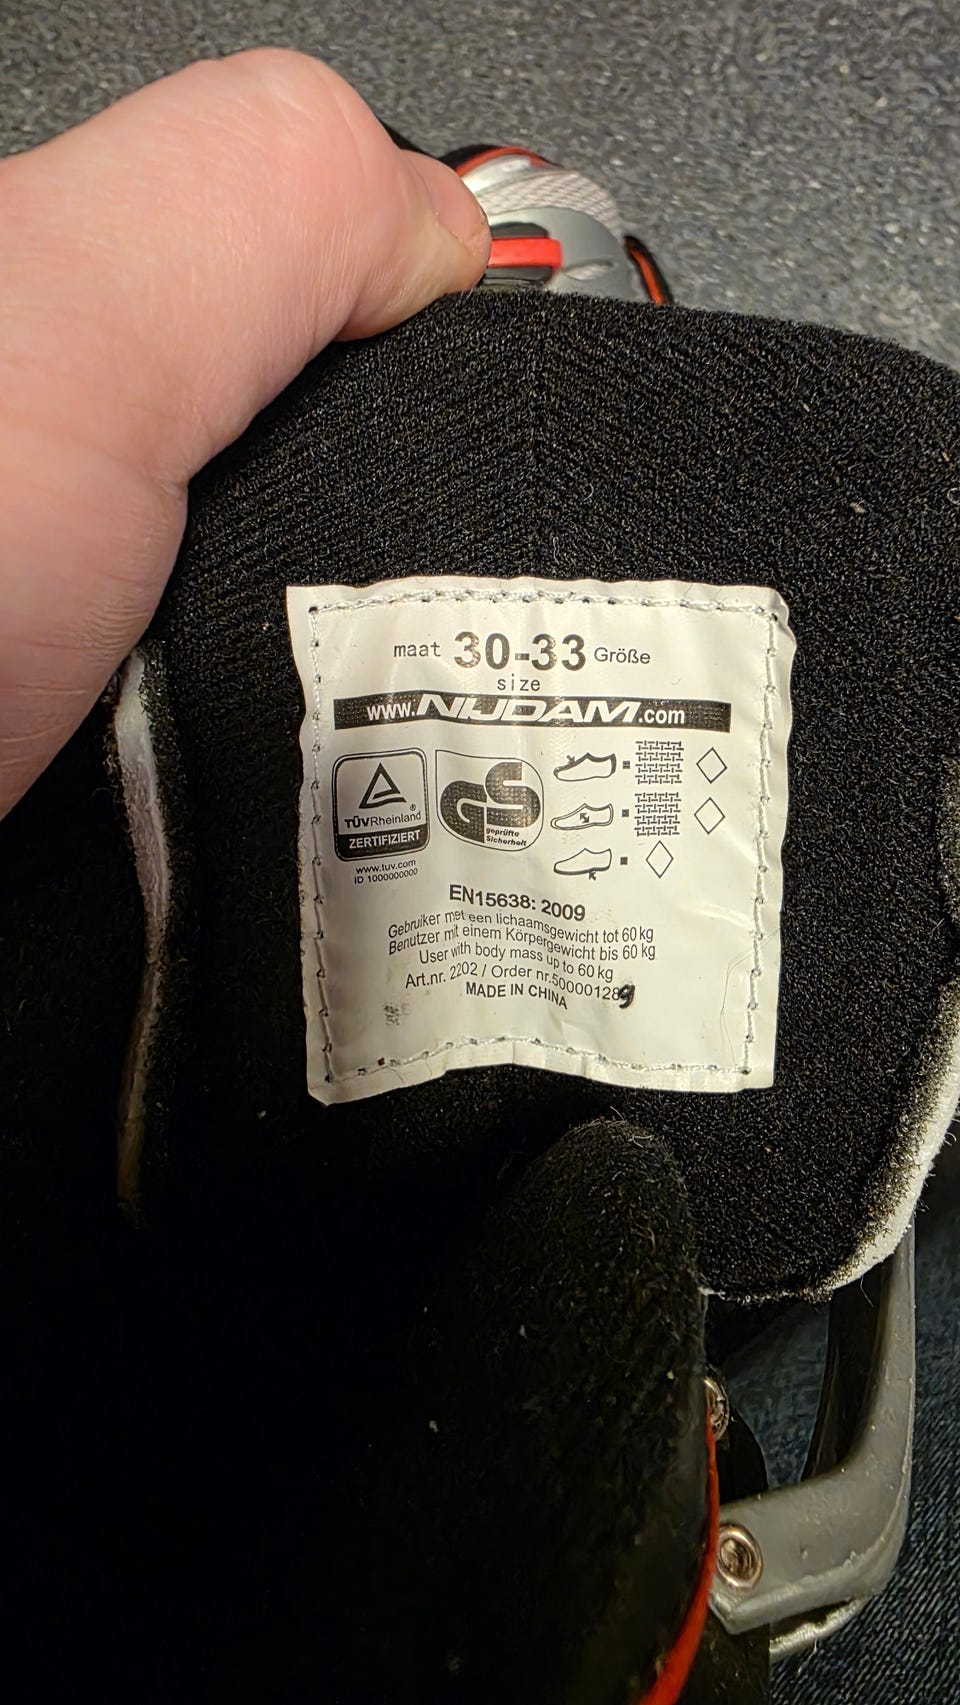 maat 30-33 Größe
size
www.NIJDAM.com
TÜVRheinland®
ZERTIFIZIERT
www.tuv.com
ID 1000000000
GS
geprüfte
Sicherheit
EN15638: 2009
Gebruiker met een lichaamsgewicht tot 60 kg
Benutzer mit einem Körpergewicht bis 60 kg
User with body mass up to 60 kg
Art.nr. 2202 / Order nr.500001289
MADE IN CHINA